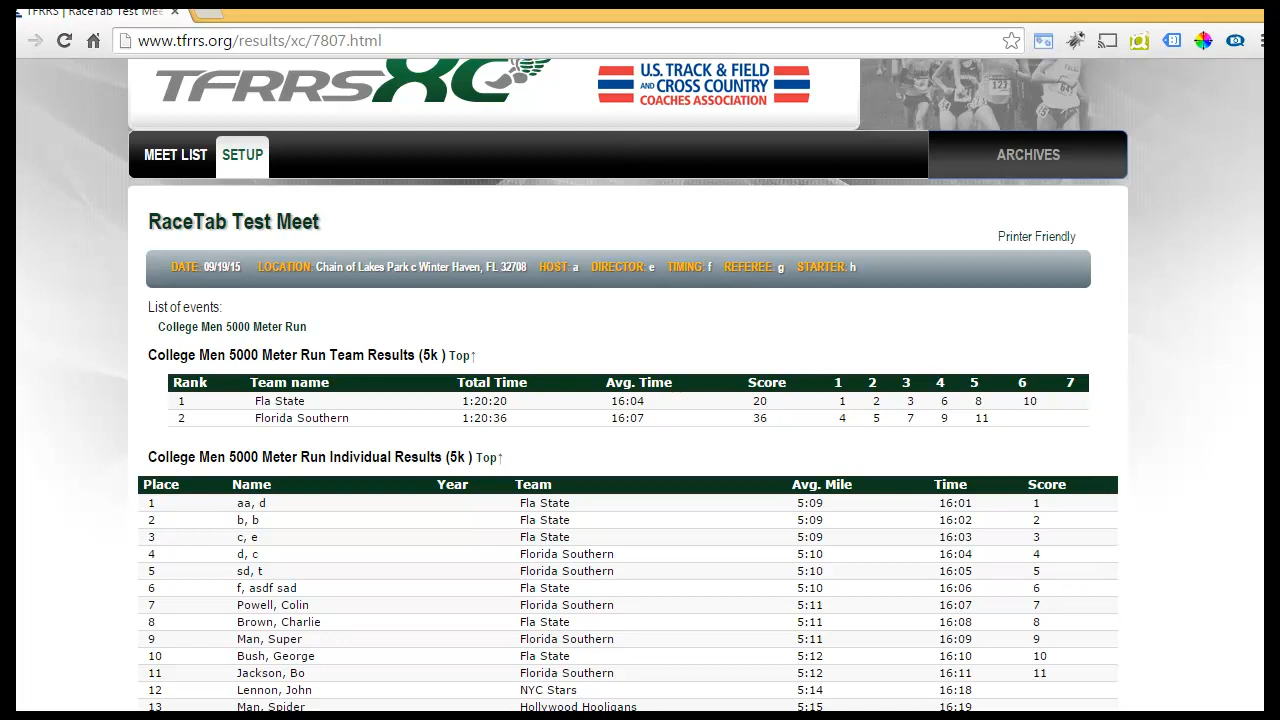 TFRRS | RaceTab Test Mee
www.tfrrs.org/results/xc/7807.html
TFRRSXC
U.S. TRACK & FIELD
AND CROSS COUNTRY
COACHES ASSOCIATION
MEET LIST SETUP ARCHIVES
RaceTab Test Meet
Printer Friendly
DATE: 09/19/15 LOCATION: Chain of Lakes Park c Winter Haven, FL 32708 HOST: a DIRECTOR: e TIMING: f REFEREE: g STARTER: h
List of events:
College Men 5000 Meter Run
College Men 5000 Meter Run Team Results (5k ) Top↑
Rank Team name Total Time Avg. Time Score 1 2 3 4 5 6 7
1 Fla State 1:20:20 16:04 20 1 2 3 6 8 10
2 Florida Southern 1:20:36 16:07 36 4 5 7 9 11
College Men 5000 Meter Run Individual Results (5k ) Top↑
Place Name Year Team Avg. Mile Time Score
1 aa, d Fla State 5:09 16:01 1
2 b, b Fla State 5:09 16:02 2
3 c, e Fla State 5:09 16:03 3
4 d, c Florida Southern 5:10 16:04 4
5 sd, t Florida Southern 5:10 16:05 5
6 f, asdf sad Fla State 5:10 16:06 6
7 Powell, Colin Florida Southern 5:11 16:07 7
8 Brown, Charlie Fla State 5:11 16:08 8
9 Man, Super Florida Southern 5:11 16:09 9
10 Bush, George Fla State 5:12 16:10 10
11 Jackson, Bo Florida Southern 5:12 16:11 11
12 Lennon, John NYC Stars 5:14 16:18
13 Man, Spider Hollywood Hooligans 5:15 16:19